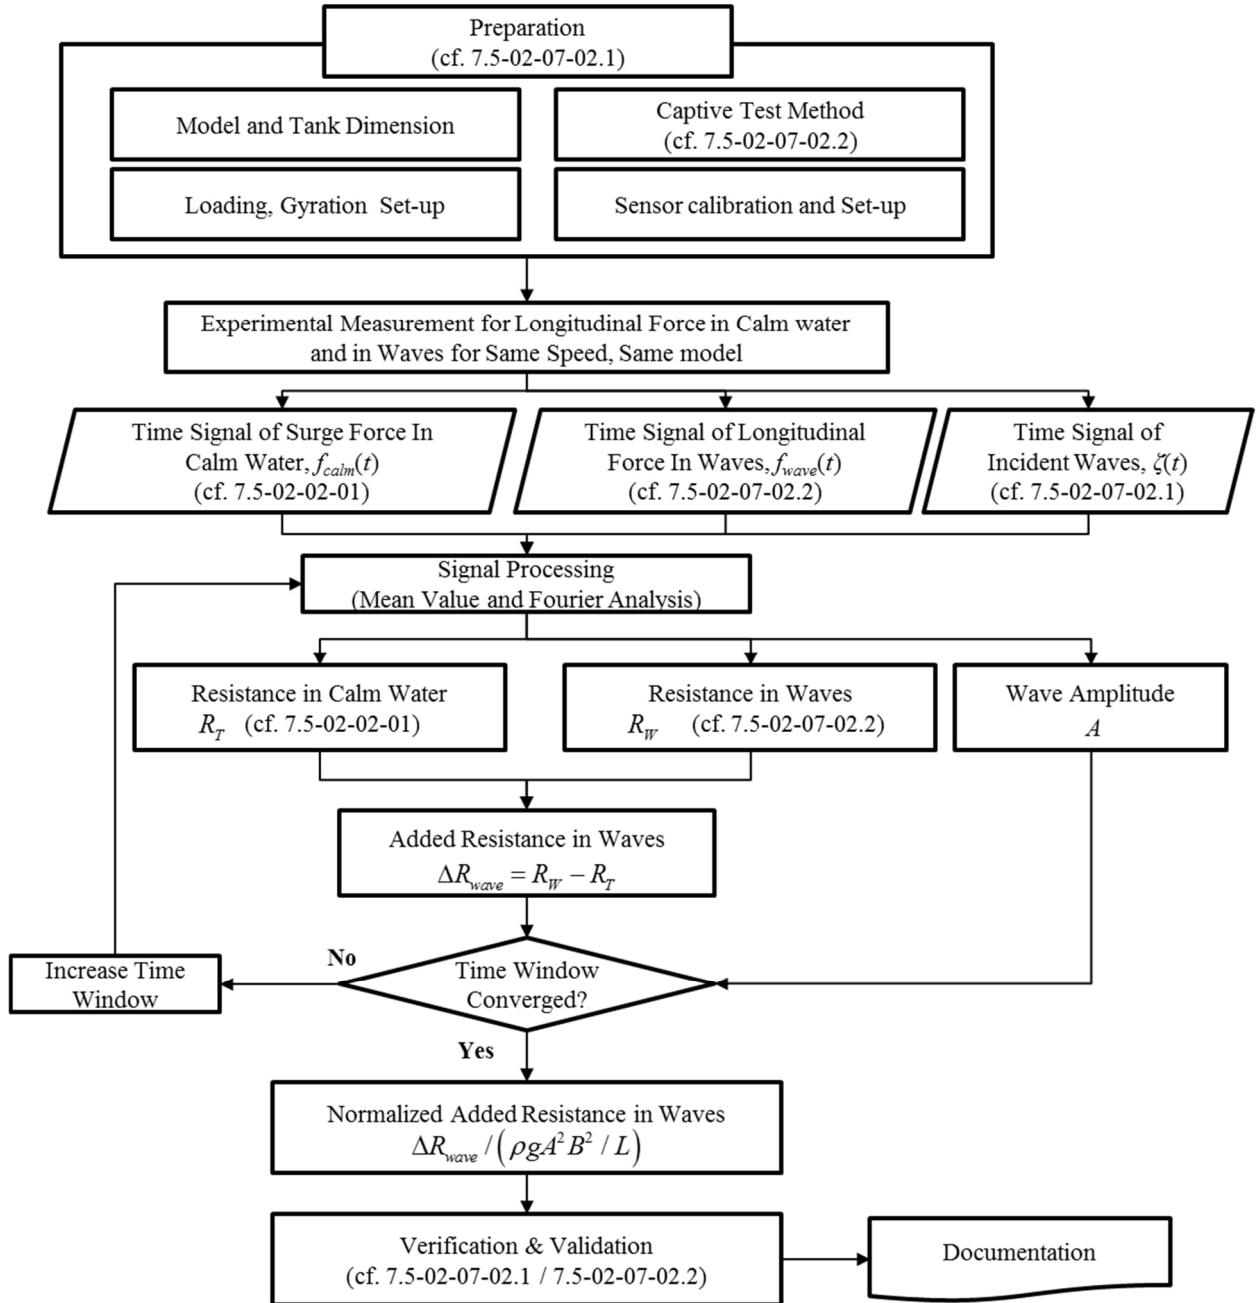 Preparation
(cf. 7.5-02-07-02.1)
Model and Tank Dimension
Captive Test Method
(cf. 7.5-02-07-02.2)
Loading, Gyration Set-up
Sensor calibration and Set-up
Experimental Measurement for Longitudinal Force in Calm water
and in Waves for Same Speed, Same model
Time Signal of Surge Force In
Calm Water, f_calm(t)
(cf. 7.5-02-02-01)
Time Signal of Longitudinal
Force In Waves, f_wave(t)
(cf. 7.5-02-07-02.2)
Time Signal of
Incident Waves, ζ(t)
(cf. 7.5-02-07-02.1)
Signal Processing
(Mean Value and Fourier Analysis)
Resistance in Calm Water
R_T (cf. 7.5-02-02-01)
Resistance in Waves
R_W (cf. 7.5-02-07-02.2)
Wave Amplitude
A
Added Resistance in Waves
ΔR_wave = R_W − R_T
No
Increase Time
Window
Time Window
Converged?
Yes
Normalized Added Resistance in Waves
ΔR_wave / (ρgA²B² / L)
Verification & Validation
(cf. 7.5-02-07-02.1 / 7.5-02-07-02.2)
Documentation